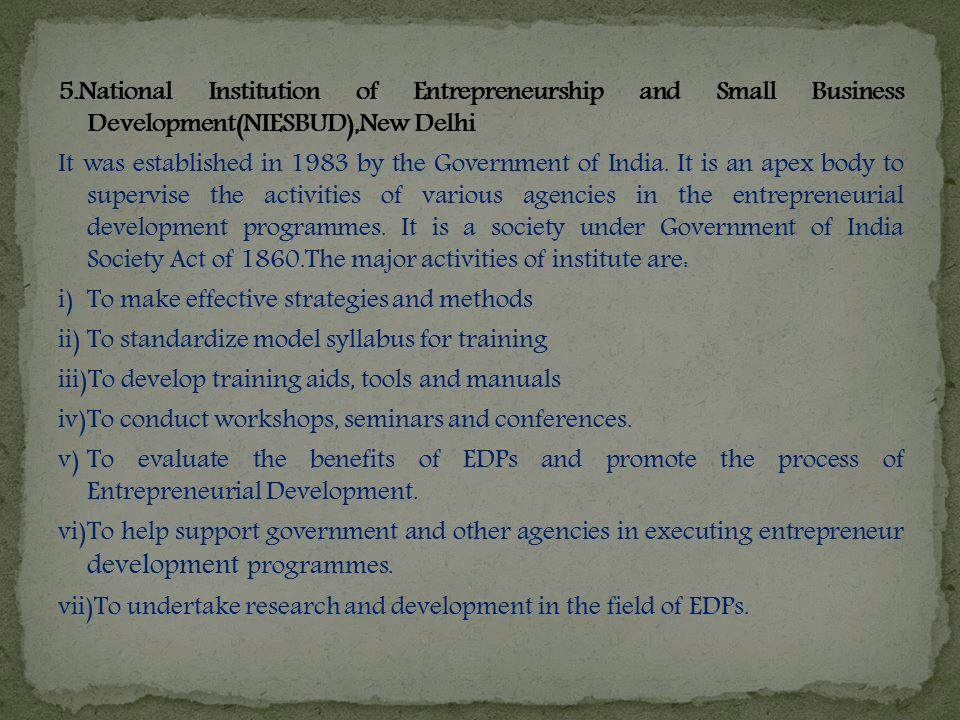 5.National Institution of Entrepreneurship and Small Business
Development(NIESBUD),New Delhi
It was established in 1983 by the Government of India. It is an apex body to
supervise the activities of various agencies in the entrepreneurial
development programmes. It is a society under Government of India
Society Act of 1860.The major activities of institute are:
i) To make effective strategies and methods
ii) To standardize model syllabus for training
iii)To develop training aids, tools and manuals
iv)To conduct workshops, seminars and conferences.
v) To evaluate the benefits of EDPs and promote the process of
Entrepreneurial Development.
vi)To help support government and other agencies in executing entrepreneur
development programmes.
vii)To undertake research and development in the field of EDPs.